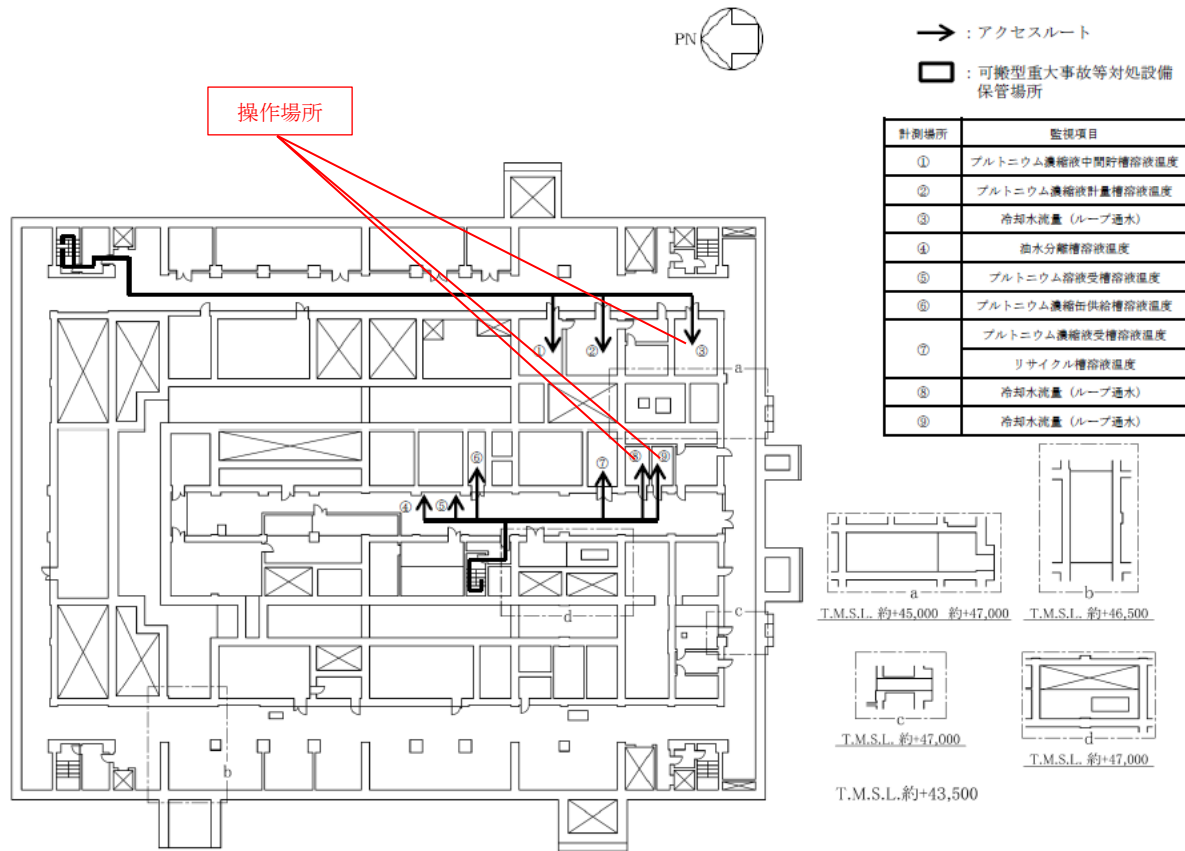 PN
：アクセスルート
：可搬型重大事故等対処設備
保管場所
操作場所
計測場所 監視項目
① プルトニウム濃縮液中間貯槽溶液温度
② プルトニウム濃縮液計量槽溶液温度
③ 冷却水流量（ループ通水）
④ 油水分離槽溶液温度
⑤ プルトニウム溶液受槽溶液温度
⑥ プルトニウム濃縮缶供給槽溶液温度
⑦ プルトニウム濃縮液受槽溶液温度
リサイクル槽溶液温度
⑧ 冷却水流量（ループ通水）
⑨ 冷却水流量（ループ通水）
① ② ③
a
⑥ ⑦ ⑧ ⑨
④ ⑤
d
c
b
a
T.M.S.L. 約+45,000 約+47,000
b
T.M.S.L. 約+46,500
c
T.M.S.L. 約+47,000
d
T.M.S.L. 約+47,000
T.M.S.L.約+43,500